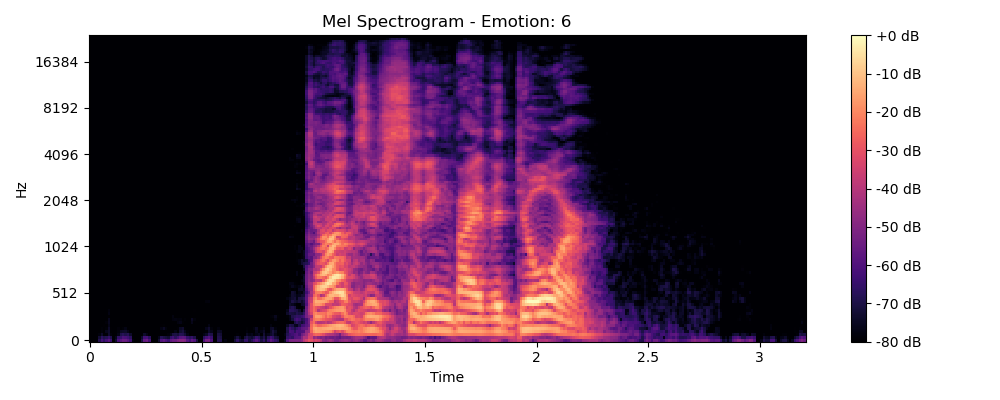 Mel Spectrogram - Emotion: 6
Hz
16384
8192
4096
2048
1024
512
0
0 0.5 1 1.5 2 2.5 3
Time
+0 dB
-10 dB
-20 dB
-30 dB
-40 dB
-50 dB
-60 dB
-70 dB
-80 dB